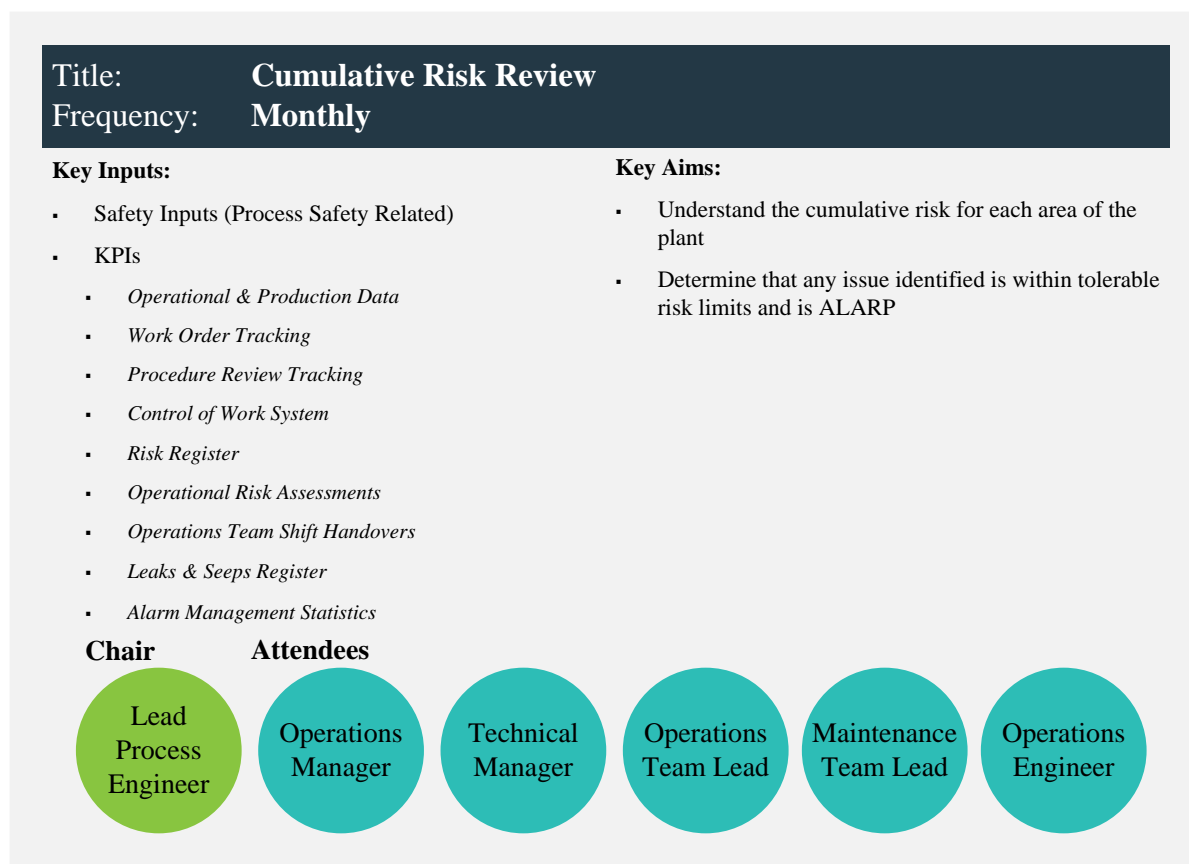 Title: Cumulative Risk Review
Frequency: Monthly
Key Inputs:
▪ Safety Inputs (Process Safety Related)
▪ KPIs
▪ Operational & Production Data
▪ Work Order Tracking
▪ Procedure Review Tracking
▪ Control of Work System
▪ Risk Register
▪ Operational Risk Assessments
▪ Operations Team Shift Handovers
▪ Leaks & Seeps Register
▪ Alarm Management Statistics
Key Aims:
▪ Understand the cumulative risk for each area of the
plant
▪ Determine that any issue identified is within tolerable
risk limits and is ALARP
Chair
Lead
Process
Engineer
Attendees
Operations
Manager
Technical
Manager
Operations
Team Lead
Maintenance
Team Lead
Operations
Engineer